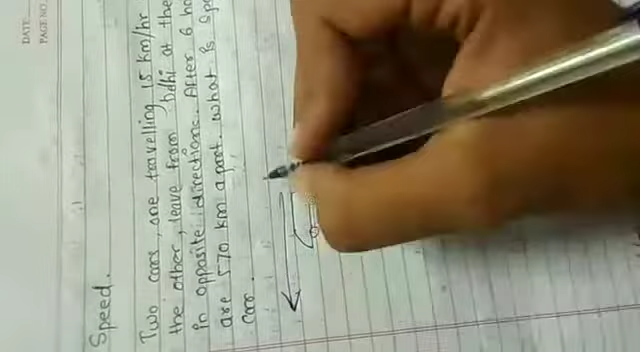 DATE
PAGE NO.
Speed.
Two cars, one travelling 15 km/hr
the other, leave from Delhi at the
in opposite directions. After 6 ho
are 570 km apart. what is spe
car.